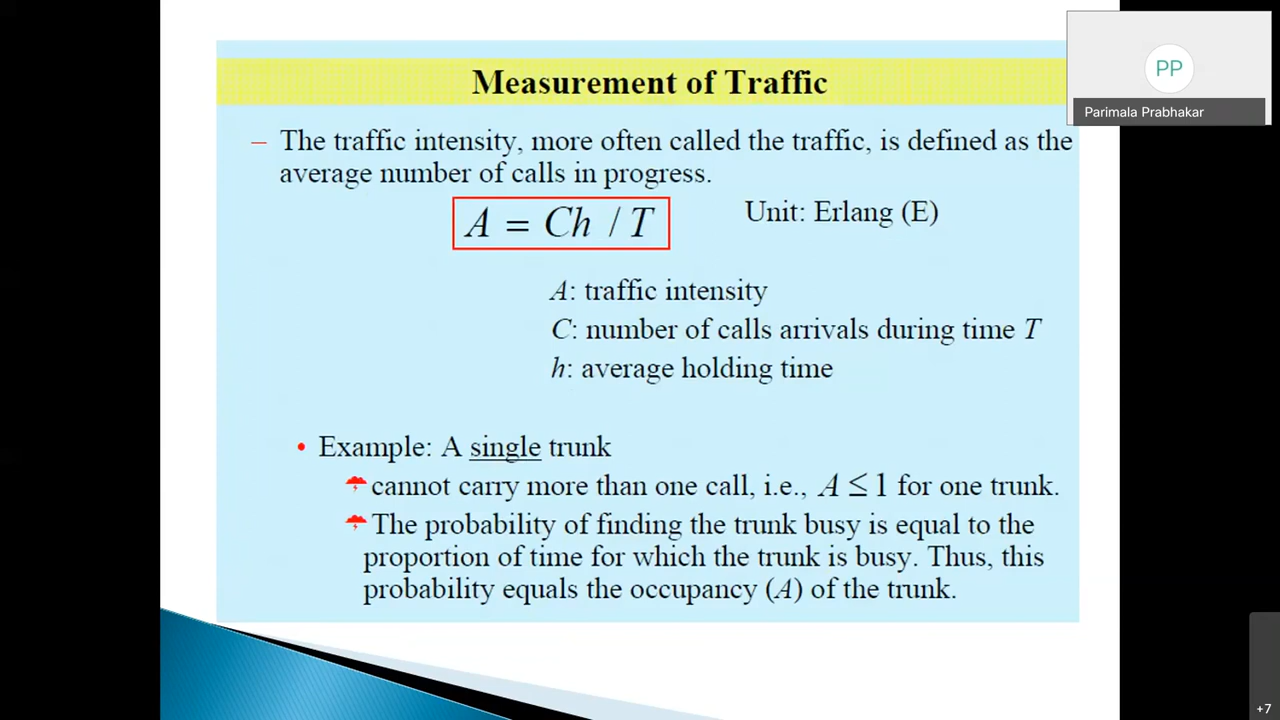 Measurement of Traffic
PP
Parimala Prabhakar
– The traffic intensity, more often called the traffic, is defined as the
average number of calls in progress.
A = Ch / T
Unit: Erlang (E)
A: traffic intensity
C: number of calls arrivals during time T
h: average holding time
• Example: A single trunk
cannot carry more than one call, i.e., A ≤ 1 for one trunk.
The probability of finding the trunk busy is equal to the
proportion of time for which the trunk is busy. Thus, this
probability equals the occupancy (A) of the trunk.
+7